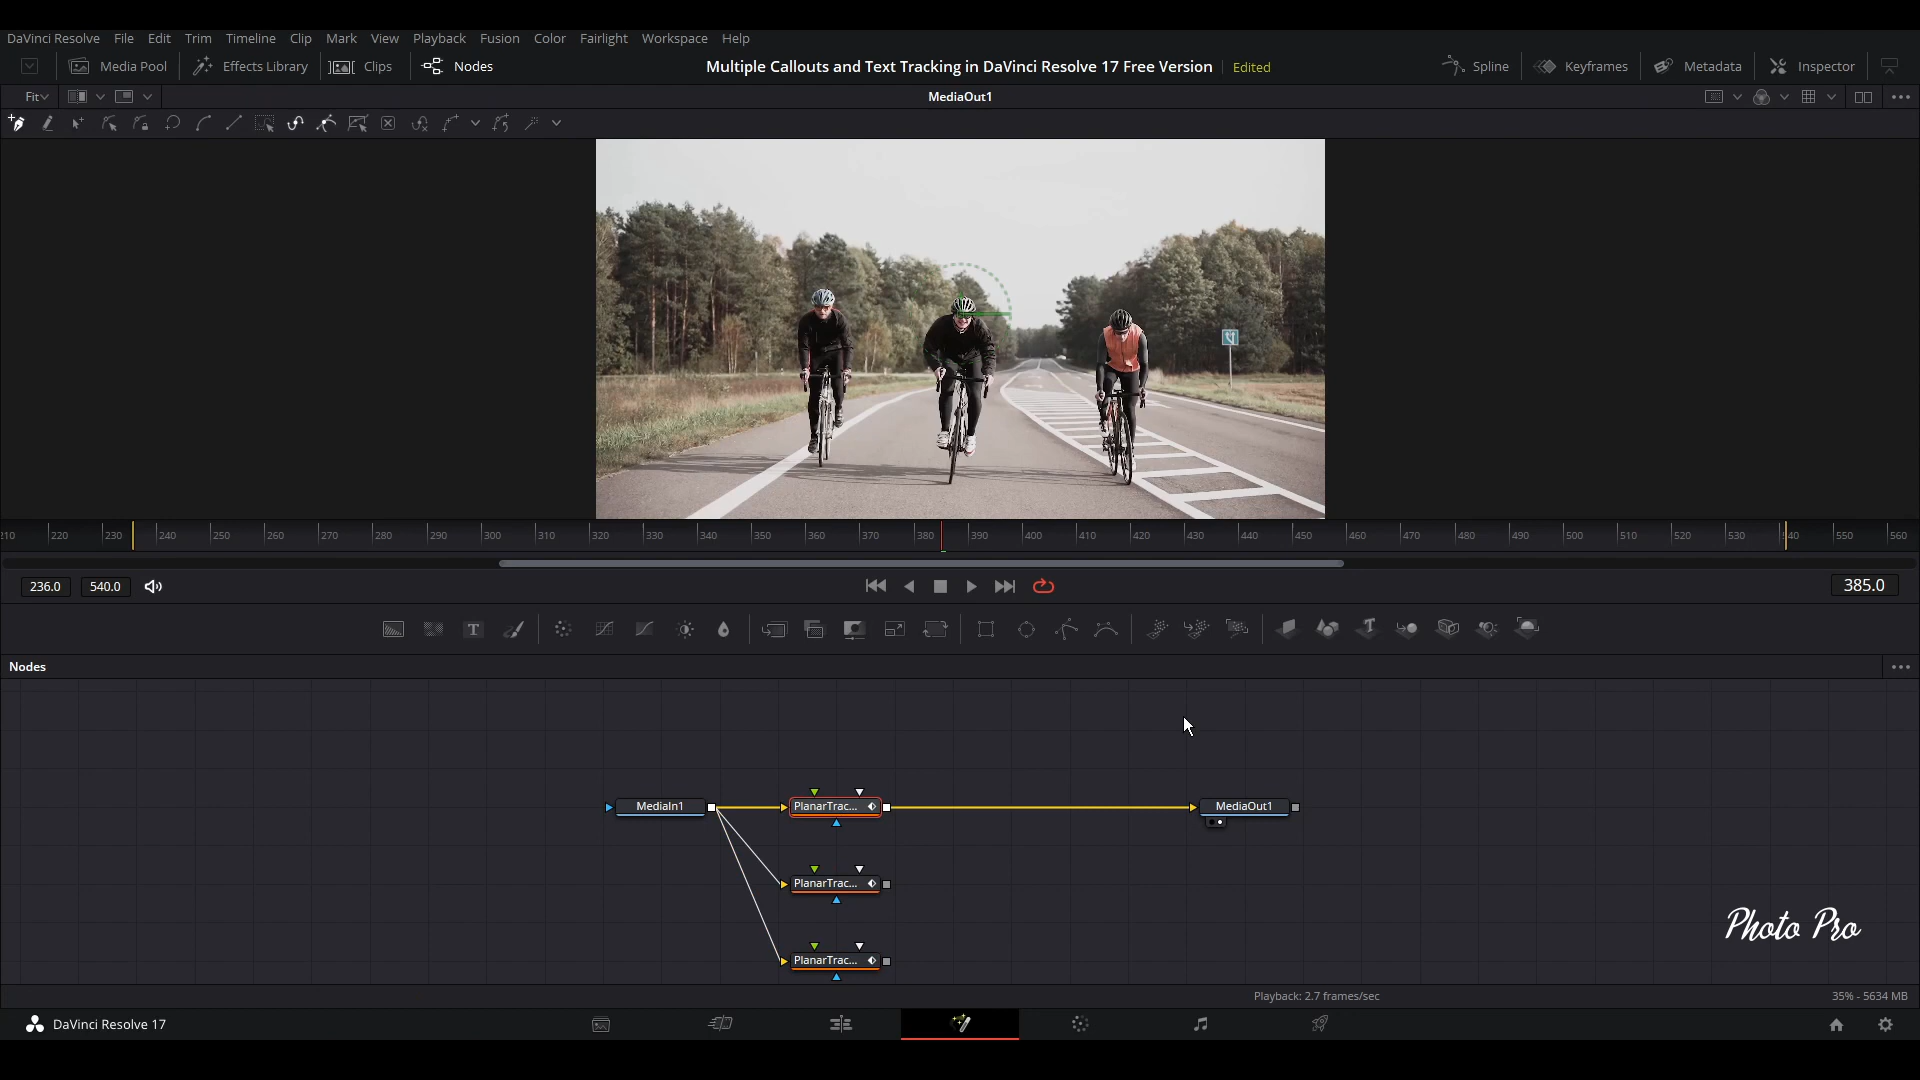 DaVinci Resolve File Edit Trim Timeline Clip Mark View Playback Fusion Color Fairlight Workspace Help
Media Pool Effects Library Clips Nodes Multiple Callouts and Text Tracking in DaVinci Resolve 17 Free Version Edited Spline Keyframes Metadata Inspector
Fit MediaOut1
210 220 230 240 250 260 270 280 290 300 310 320 330 340 350 360 370 380 390 400 410 420 430 440 450 460 470 480 490 500 510 520 530 540 550 560
236.0 540.0 385.0
T T
Nodes
MediaIn1 PlanarTrac... MediaOut1
PlanarTrac...
PlanarTrac...
Photo Pro
Playback: 2.7 frames/sec 35% - 5634 MB
DaVinci Resolve 17